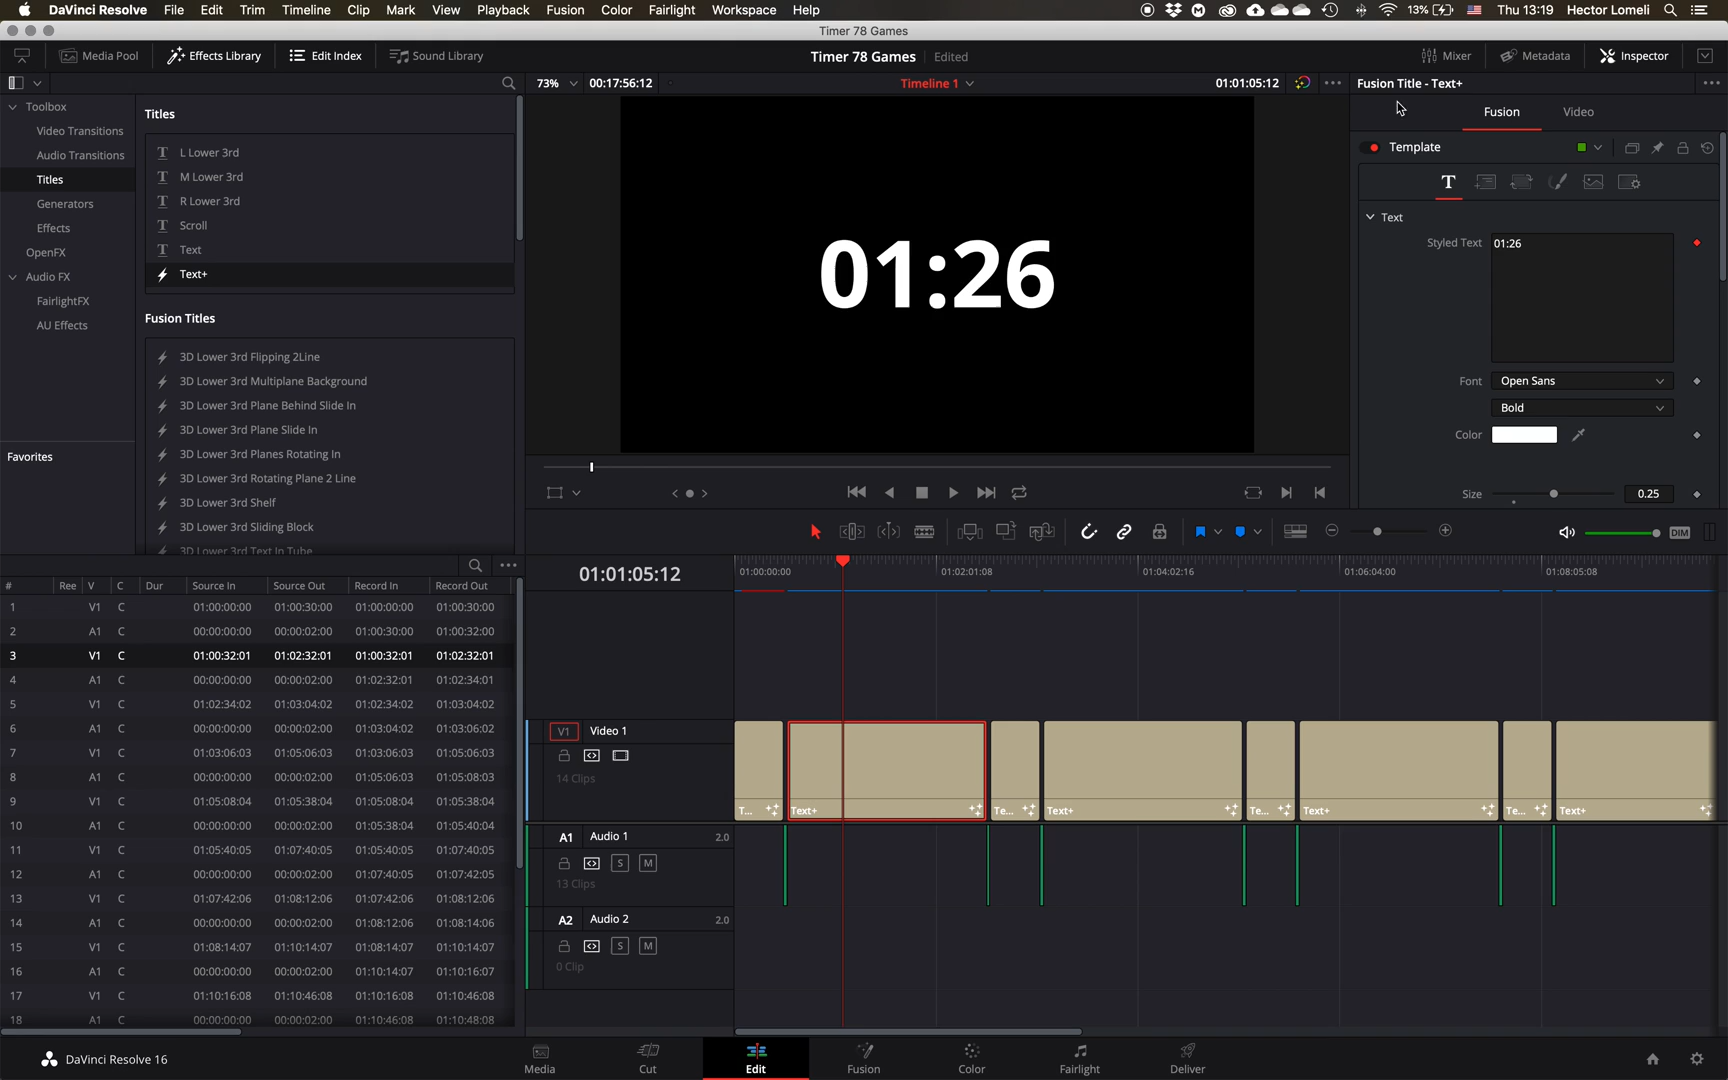 DaVinci Resolve File Edit Trim Timeline Clip Mark View Playback Fusion Color Fairlight Workspace Help 13% Thu 13:19 Hector Lomeli
Timer 78 Games
Media Pool Effects Library Edit Index Sound Library Timer 78 Games Edited Mixer Metadata Inspector
73% 00:17:56:12 Timeline 1 01:01:05:12 Fusion Title - Text+
Toolbox
Video Transitions
Audio Transitions
Titles
Generators
Effects
OpenFX
Audio FX
FairlightFX
AU Effects
Favorites
Titles
L Lower 3rd
M Lower 3rd
R Lower 3rd
Scroll
Text
Text+
Fusion Titles
3D Lower 3rd Flipping 2Line
3D Lower 3rd Multiplane Background
3D Lower 3rd Plane Behind Slide In
3D Lower 3rd Plane Slide In
3D Lower 3rd Planes Rotating In
3D Lower 3rd Rotating Plane 2 Line
3D Lower 3rd Shelf
3D Lower 3rd Sliding Block
3D Lower 3rd Text In Tube
01:26
Fusion Video
Template
T
Text
Styled Text 01:26
Font Open Sans
Bold
Color
Size 0.25
DIM
# Ree V C Dur Source In Source Out Record In Record Out
1 V1 C 01:00:00:00 01:00:30:00 01:00:00:00 01:00:30:00
2 A1 C 00:00:00:00 00:00:02:00 01:00:30:00 01:00:32:00
3 V1 C 01:00:32:01 01:02:32:01 01:00:32:01 01:02:32:01
4 A1 C 00:00:00:00 00:00:02:00 01:02:32:01 01:02:34:01
5 V1 C 01:02:34:02 01:03:04:02 01:02:34:02 01:03:04:02
6 A1 C 00:00:00:00 00:00:02:00 01:03:04:02 01:03:06:02
7 V1 C 01:03:06:03 01:05:06:03 01:03:06:03 01:05:06:03
8 A1 C 00:00:00:00 00:00:02:00 01:05:06:03 01:05:08:03
9 V1 C 01:05:08:04 01:05:38:04 01:05:08:04 01:05:38:04
10 A1 C 00:00:00:00 00:00:02:00 01:05:38:04 01:05:40:04
11 V1 C 01:05:40:05 01:07:40:05 01:05:40:05 01:07:40:05
12 A1 C 00:00:00:00 00:00:02:00 01:07:40:05 01:07:42:05
13 V1 C 01:07:42:06 01:08:12:06 01:07:42:06 01:08:12:06
14 A1 C 00:00:00:00 00:00:02:00 01:08:12:06 01:08:14:06
15 V1 C 01:08:14:07 01:10:14:07 01:08:14:07 01:10:14:07
16 A1 C 00:00:00:00 00:00:02:00 01:10:14:07 01:10:16:07
17 V1 C 01:10:16:08 01:10:46:08 01:10:16:08 01:10:46:08
18 A1 C 00:00:00:00 00:00:02:00 01:10:46:08 01:10:48:08
01:01:05:12 01:00:00:00 01:02:01:08 01:04:02:16 01:06:04:00 01:08:05:08
V1 Video 1
14 Clips
T... Text+ Te... Text+ Te... Text+ Te... Text+
A1 Audio 1 2.0
S M
13 Clips
A2 Audio 2 2.0
S M
0 Clip
DaVinci Resolve 16 Media Cut Edit Fusion Color Fairlight Deliver